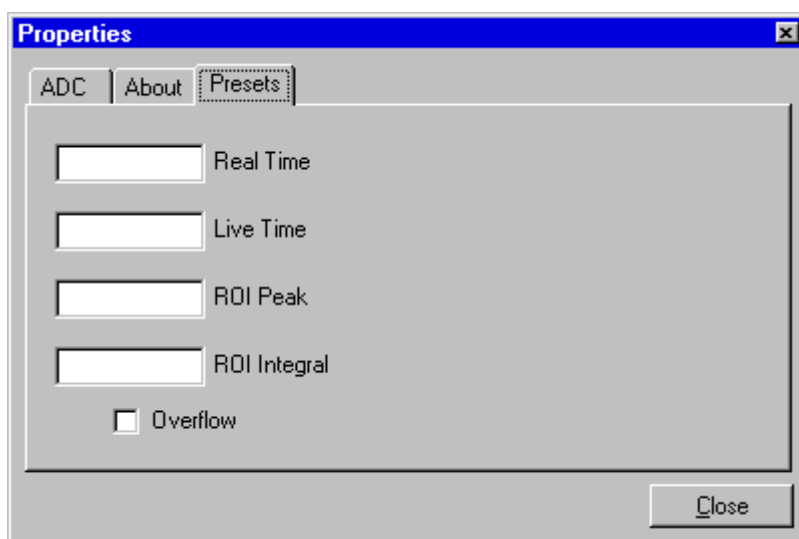 Properties
ADC About Presets
Real Time
Live Time
ROI Peak
ROI Integral
Overflow
Close